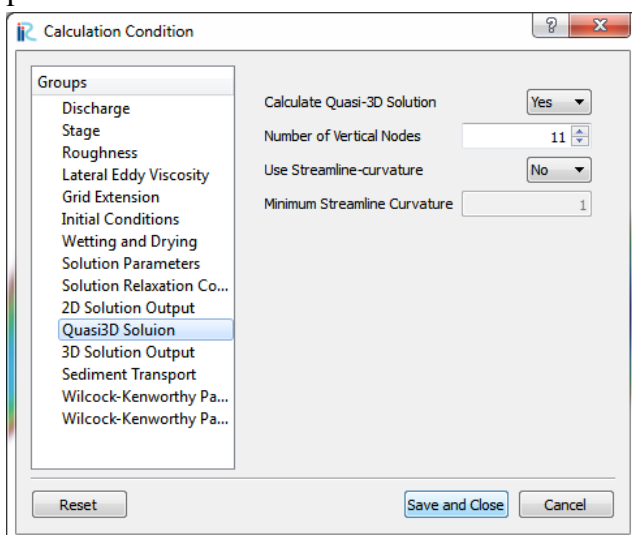 Calculation Condition
Groups
Discharge
Stage
Roughness
Lateral Eddy Viscosity
Grid Extension
Initial Conditions
Wetting and Drying
Solution Parameters
Solution Relaxation Co...
2D Solution Output
Quasi3D Soluion
3D Solution Output
Sediment Transport
Wilcock-Kenworthy Pa...
Wilcock-Kenworthy Pa...
Calculate Quasi-3D Solution Yes
Number of Vertical Nodes 11
Use Streamline-curvature No
Minimum Streamline Curvature 1
Reset Save and Close Cancel